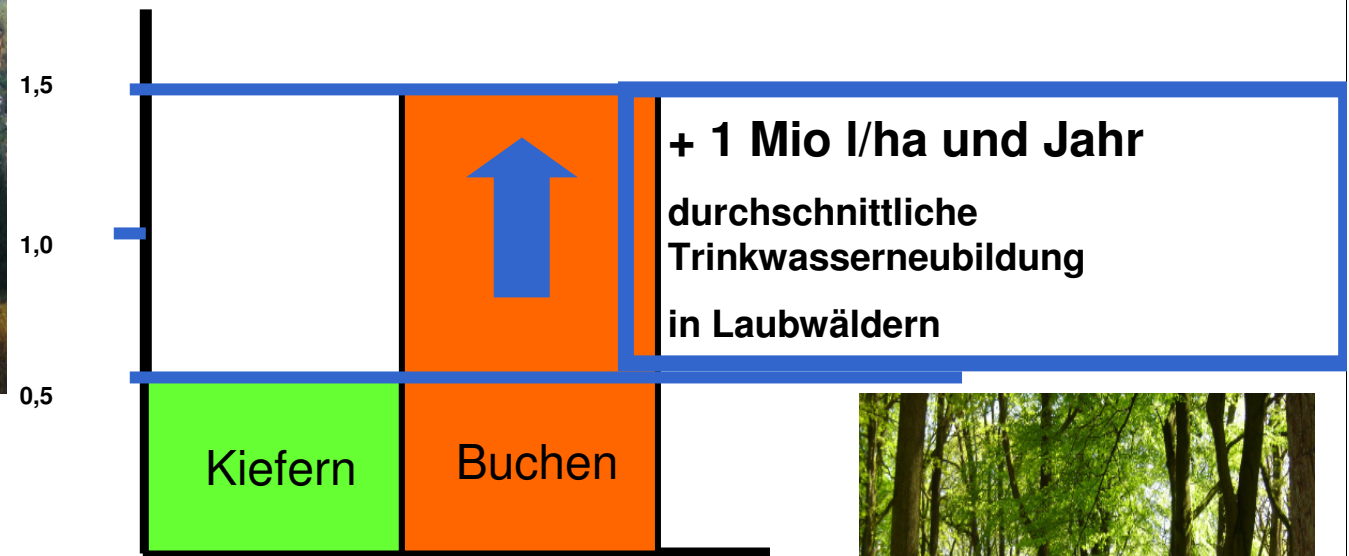 1,5
+ 1 Mio l/ha und Jahr
durchschnittliche
Trinkwasserneubildung
1,0
in Laubwäldern
0,5
Kiefern
Buchen